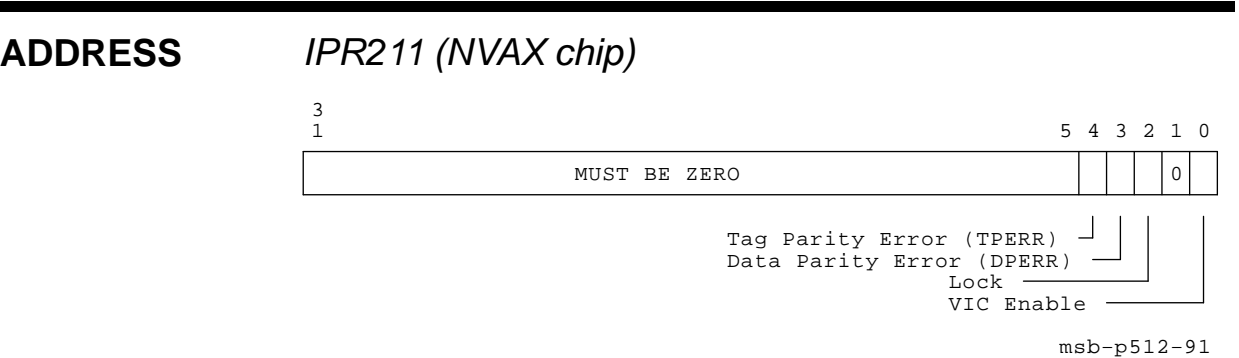 ADDRESS IPR211 (NVAX chip)
3
1 5 4 3 2 1 0
MUST BE ZERO 0
Tag Parity Error (TPERR)
Data Parity Error (DPERR)
Lock
VIC Enable
msb-p512-91